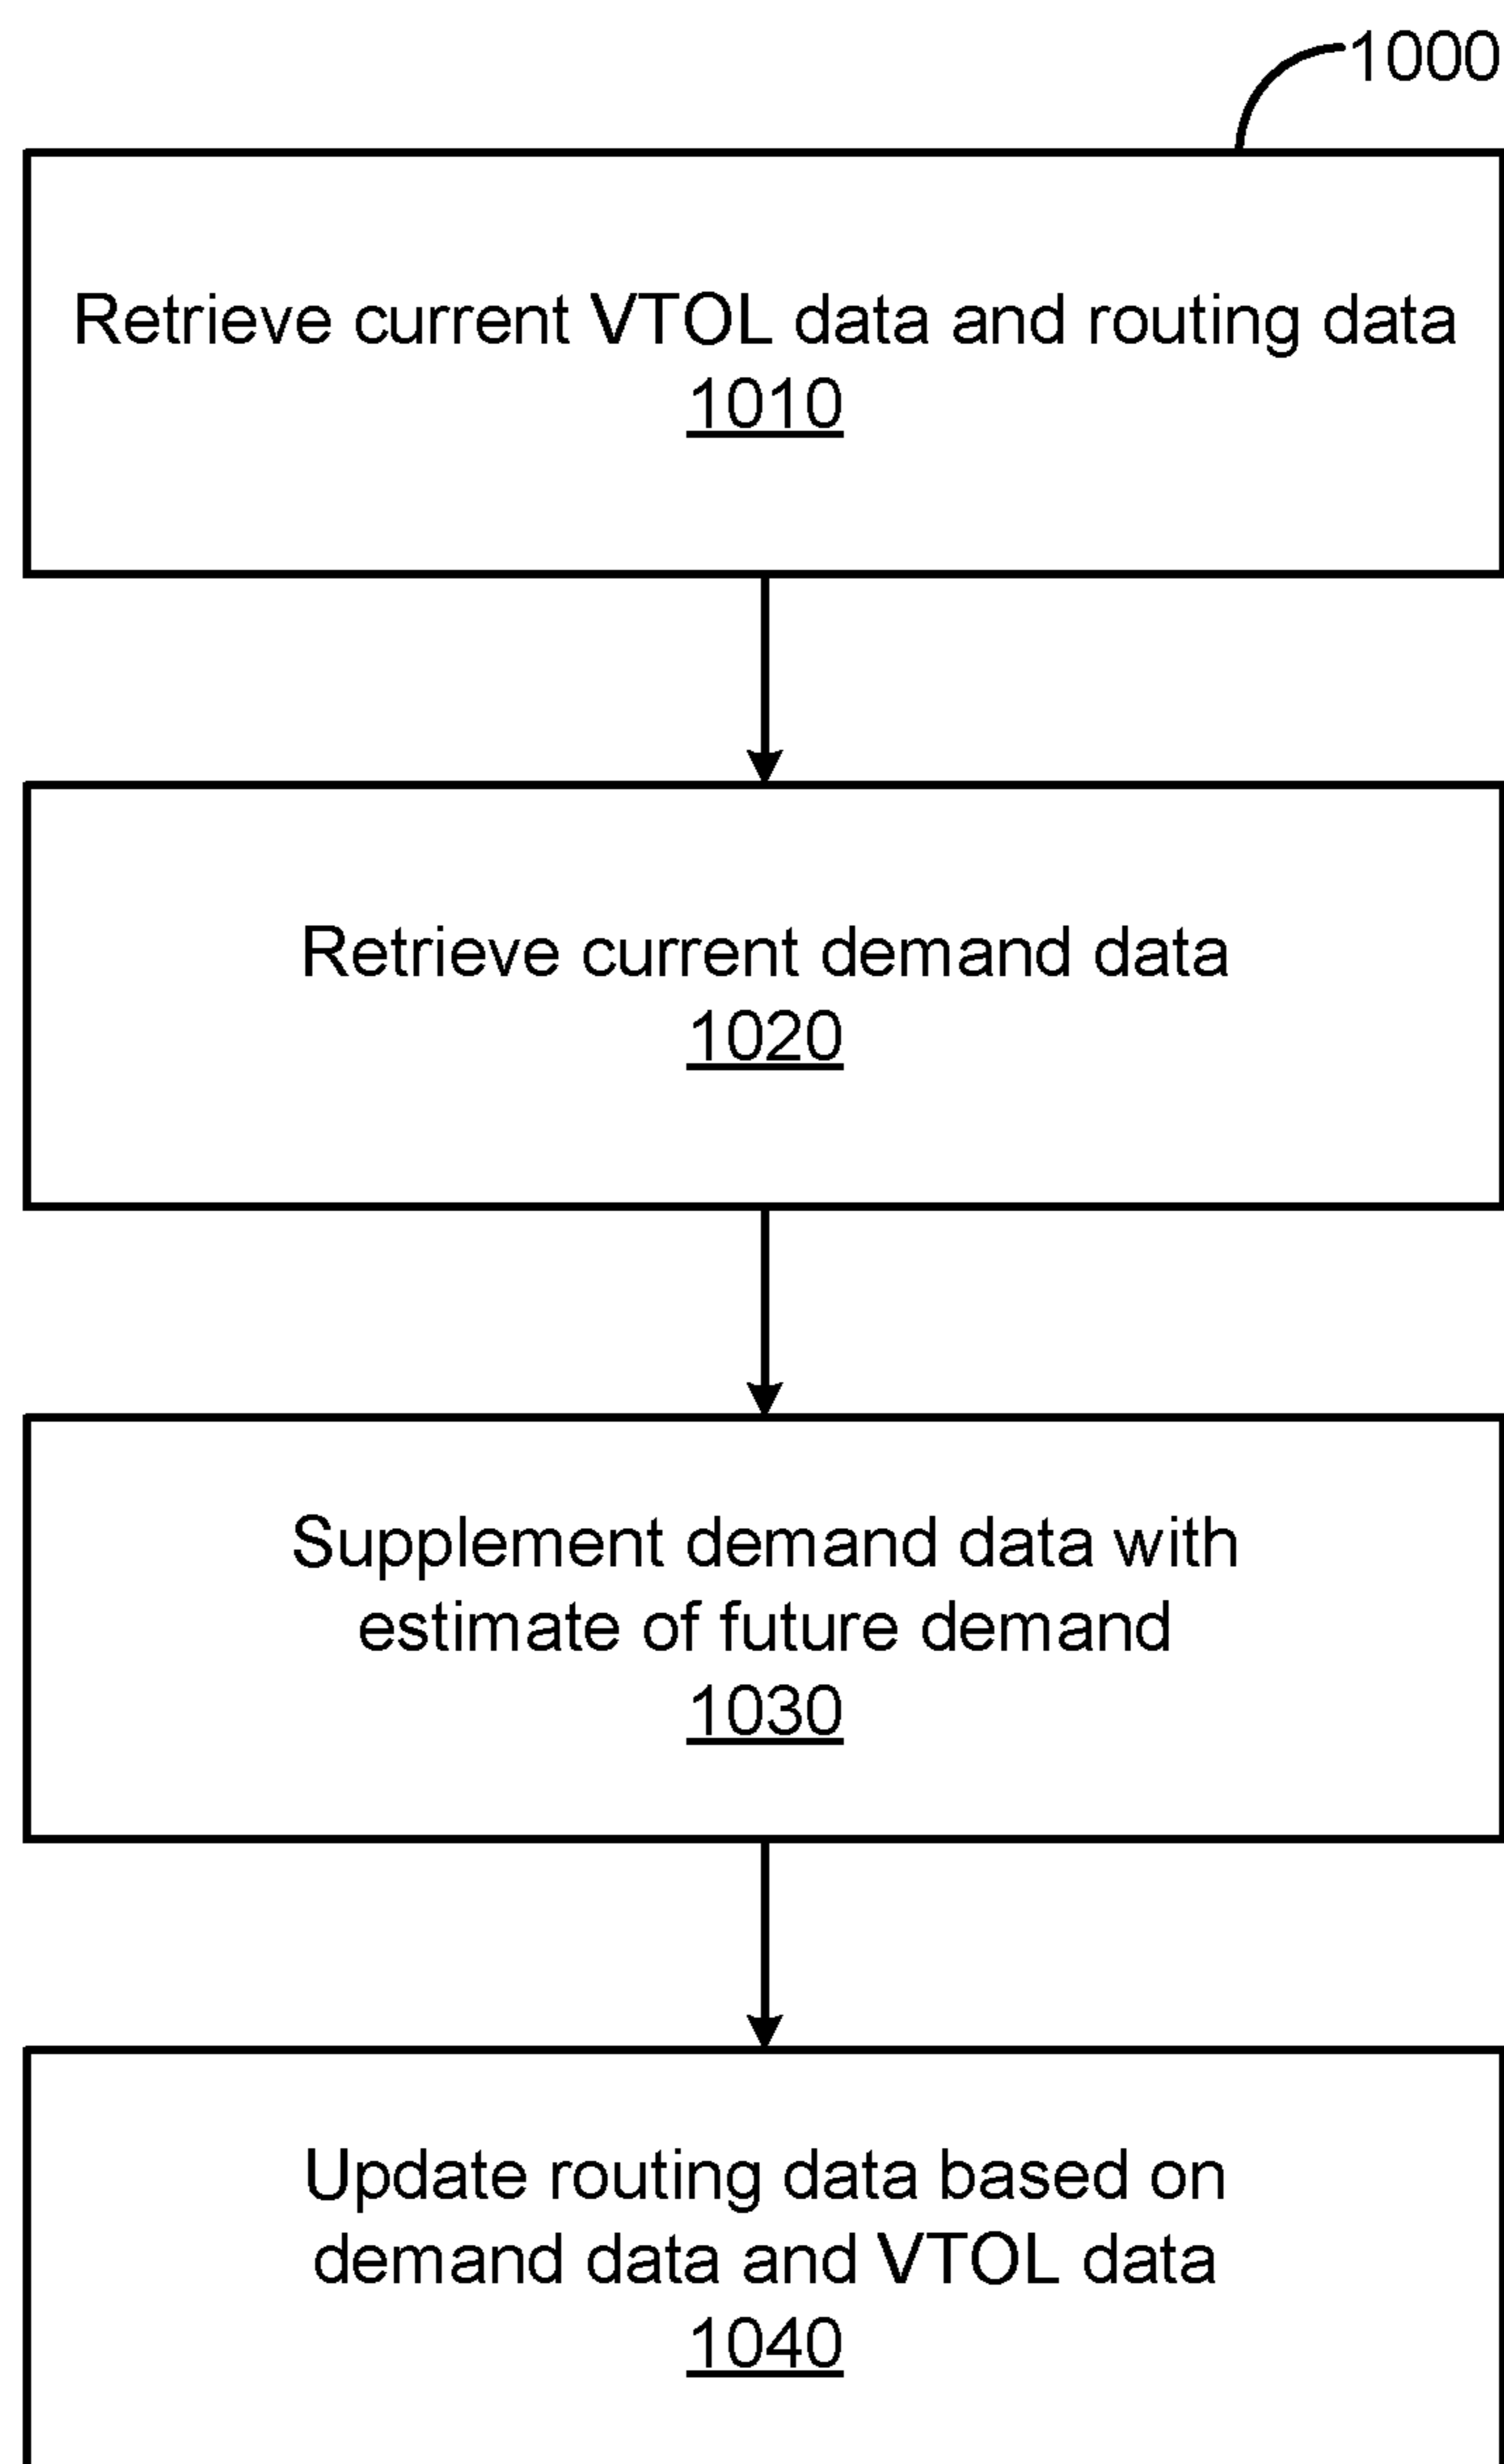 1000
Retrieve current VTOL data and routing data
1010
Retrieve current demand data
1020
Supplement demand data with
estimate of future demand
1030
Update routing data based on
demand data and VTOL data
1040